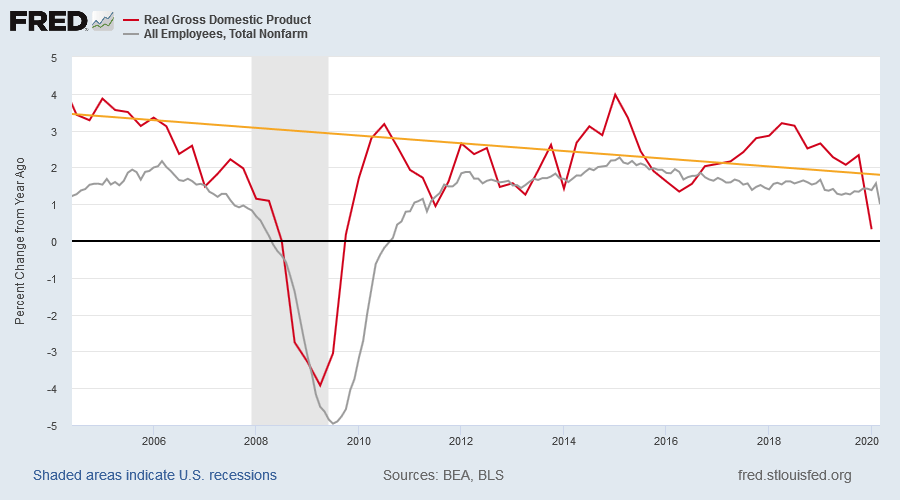 FRED
Real Gross Domestic Product
All Employees, Total Nonfarm
Percent Change from Year Ago
5
4
3
2
1
0
-1
-2
-3
-4
-5
2006 2008 2010 2012 2014 2016 2018 2020
Shaded areas indicate U.S. recessions Sources: BEA, BLS fred.stlouisfed.org